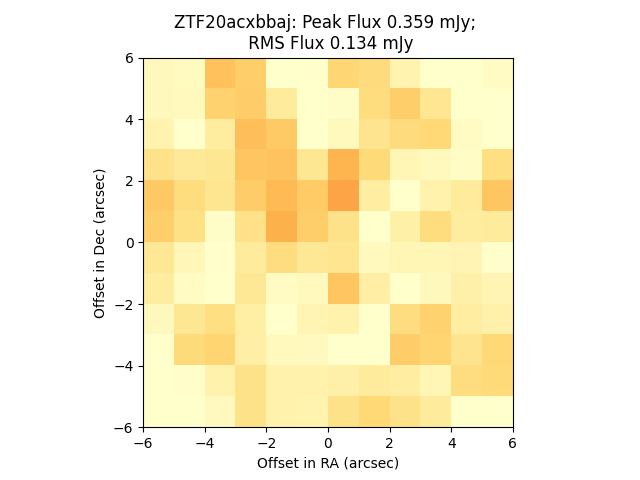 ZTF20acxbbaj: Peak Flux 0.359 mJy;
RMS Flux 0.134 mJy
6
4
2
0
−2
−4
−6
Offset in Dec (arcsec)
−6 −4 −2 0 2 4 6
Offset in RA (arcsec)